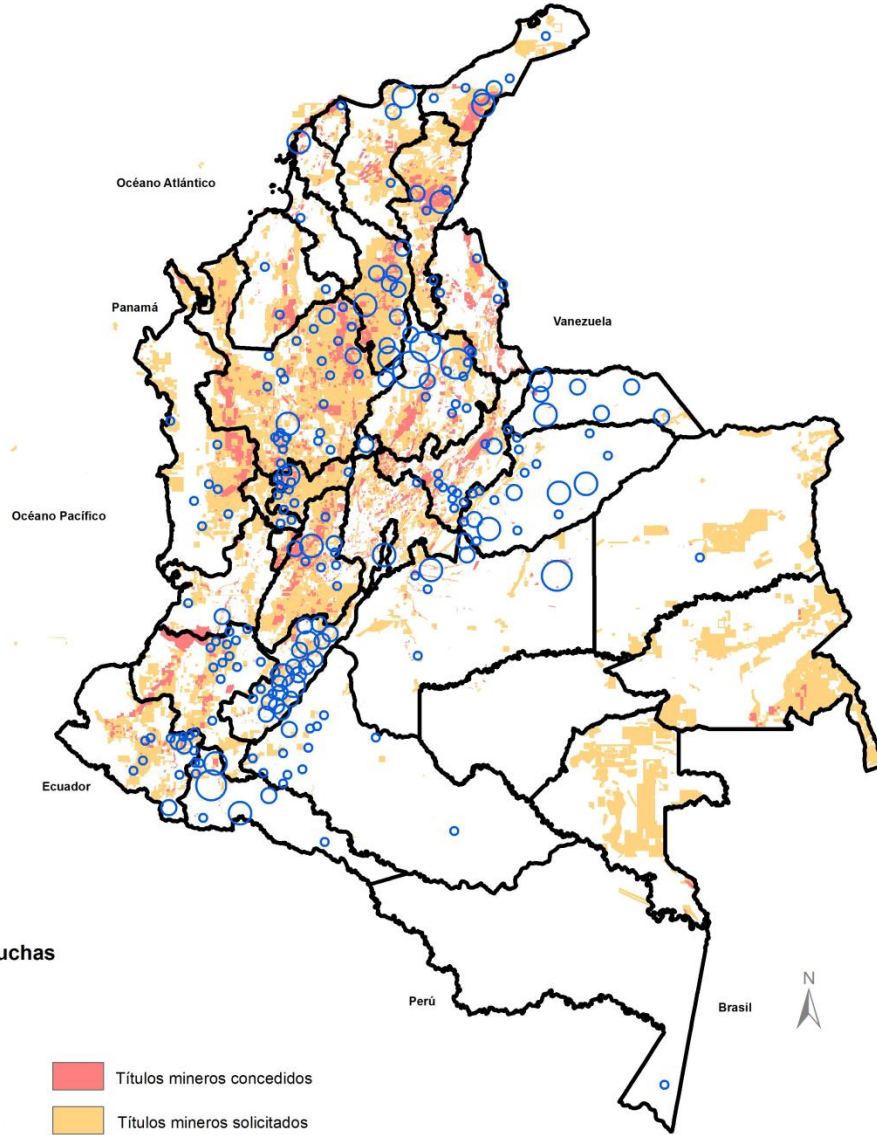 Océano Atlántico
Panamá
Vanezuela
Océano Pacífico
Ecuador
uchas
N
Perú
Brasil
Títulos mineros concedidos
Títulos mineros solicitados